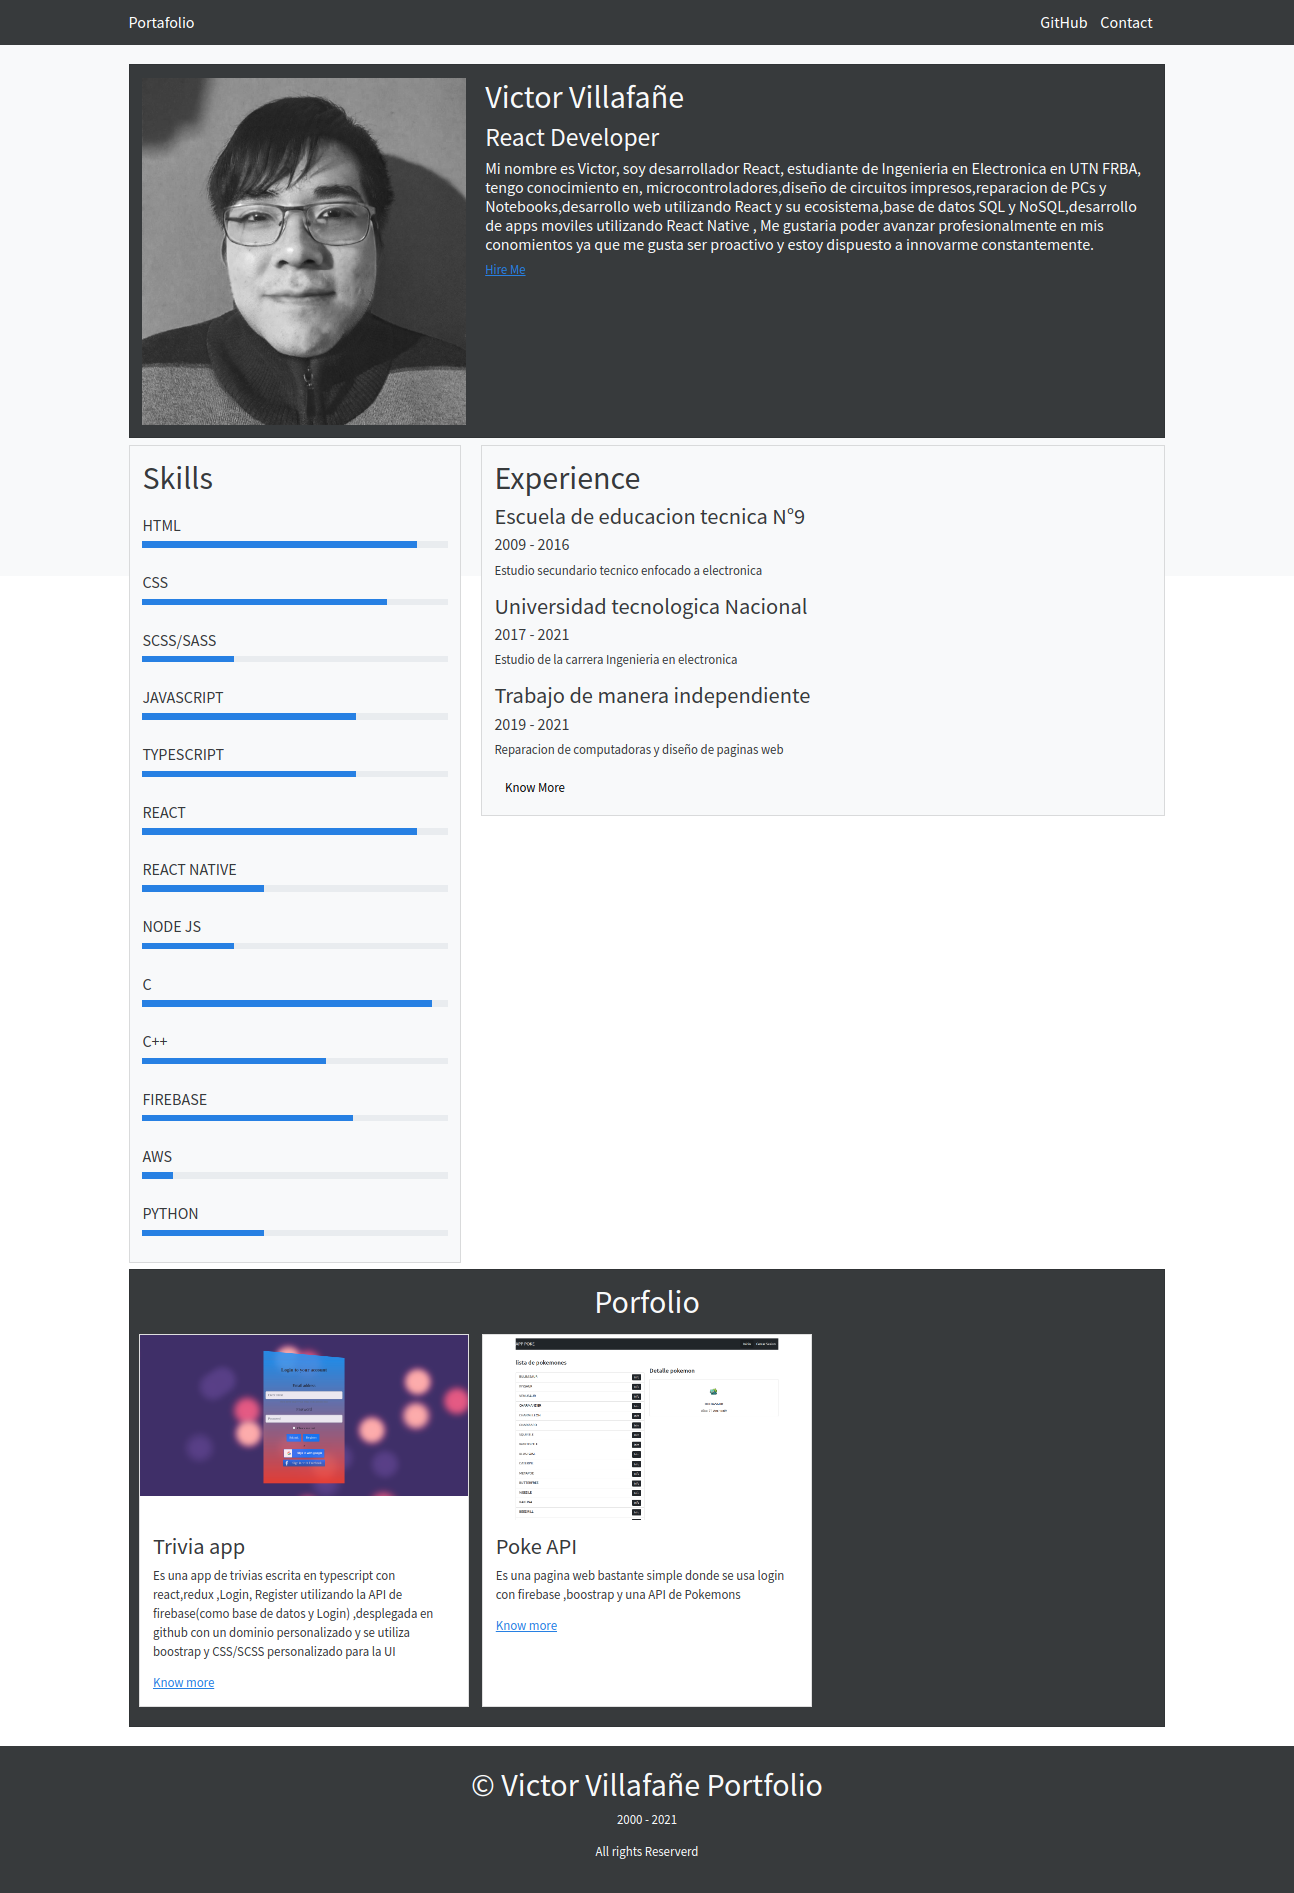 Portafolio
GitHub Contact
Victor Villafañe
React Developer
Mi nombre es Victor, soy desarrollador React, estudiante de Ingenieria en Electronica en UTN FRBA,
tengo conocimiento en, microcontroladores,diseño de circuitos impresos,reparacion de PCs y
Notebooks,desarrollo web utilizando React y su ecosistema,base de datos SQL y NoSQL,desarrollo
de apps moviles utilizando React Native , Me gustaria poder avanzar profesionalmente en mis
conomientos ya que me gusta ser proactivo y estoy dispuesto a innovarme constantemente.
Hire Me
Skills
HTML
CSS
SCSS/SASS
JAVASCRIPT
TYPESCRIPT
REACT
REACT NATIVE
NODE JS
C
C++
FIREBASE
AWS
PYTHON
Experience
Escuela de educacion tecnica N°9
2009 - 2016
Estudio secundario tecnico enfocado a electronica
Universidad tecnologica Nacional
2017 - 2021
Estudio de la carrera Ingenieria en electronica
Trabajo de manera independiente
2019 - 2021
Reparacion de computadoras y diseño de paginas web
Know More
Porfolio
Login to your account
lista de pokemones
Detalle pokemon
Trivia app
Es una app de trivias escrita en typescript con
react,redux ,Login, Register utilizando la API de
firebase(como base de datos y Login) ,desplegada en
github con un dominio personalizado y se utiliza
boostrap y CSS/SCSS personalizado para la UI
Know more
Poke API
Es una pagina web bastante simple donde se usa login
con firebase ,boostrap y una API de Pokemons
Know more
© Victor Villafañe Portfolio
2000 - 2021
All rights Reserverd